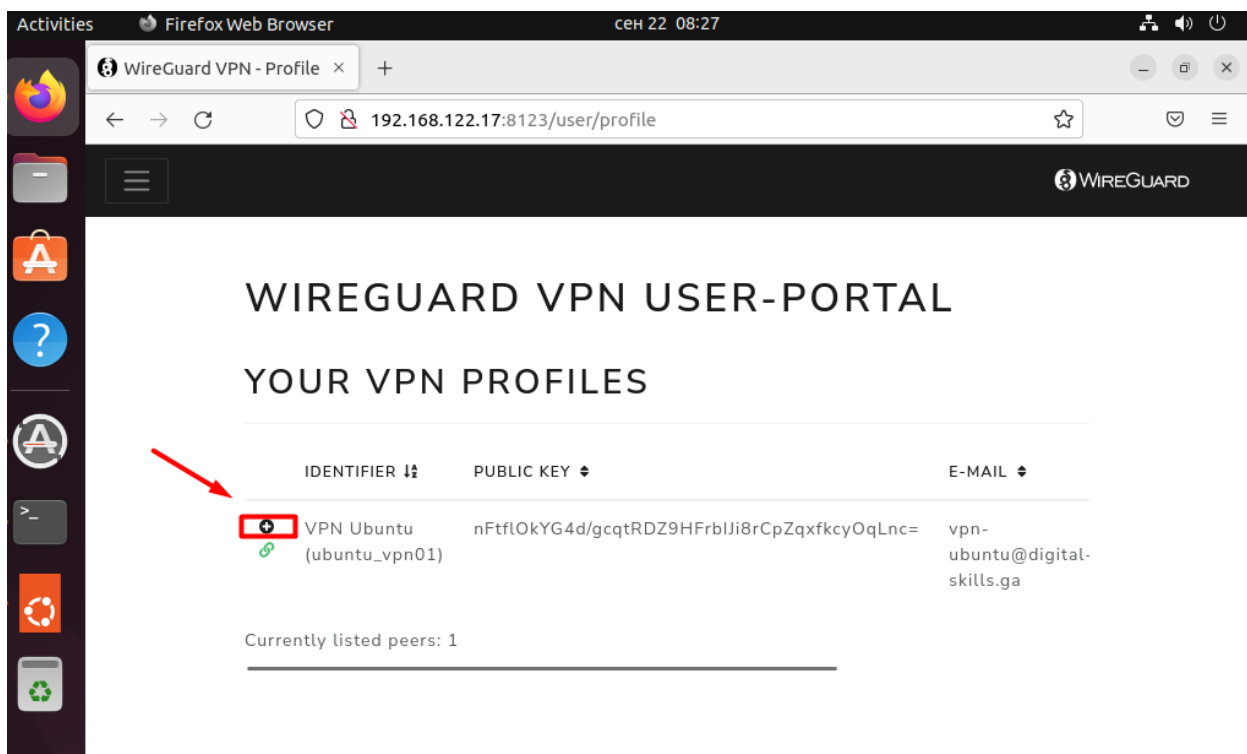 Activities Firefox Web Browser сен 22 08:27
WireGuard VPN - Profile × +
192.168.122.17:8123/user/profile
WIREGUARD
WIREGUARD VPN USER-PORTAL
YOUR VPN PROFILES
IDENTIFIER PUBLIC KEY E-MAIL
VPN Ubuntu nFtflOkYG4d/gcqtRDZ9HFrbIJi8rCpZqxfkcyOqLnc= vpn-
(ubuntu_vpn01) ubuntu@digital-
skills.ga
Currently listed peers: 1